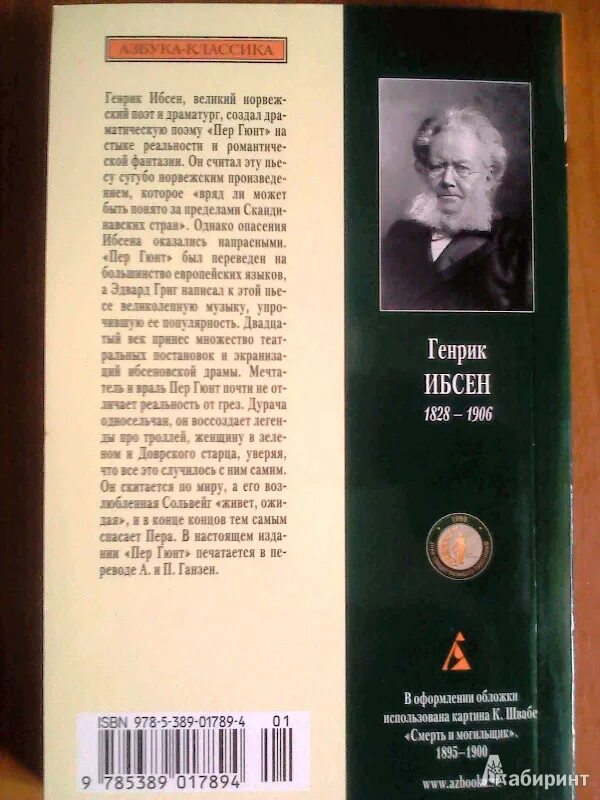 АЗБУКА-КЛАССИКА
Генрик Ибсен, великий норвеж-
ский поэт и драматург, создал дра-
матическую поэму «Пер Гюнт» на
стыке реальности и романтиче-
ской фантазии. Он считал эту пье-
су сугубо норвежским произведе-
нием, которое «вряд ли может
быть понято за пределами Сканди-
навских стран». Однако опасения
Ибсена оказались напрасными.
«Пер Гюнт» был переведен на
большинство европейских языков,
а Эдвард Григ написал к этой пье-
се великолепную музыку, упро-
чившую ее популярность. Двадца-
тый век принес множество теат-
ральных постановок и экраниза-
ций ибсеновской драмы. Мечта-
тель и враль Пер Гюнт почти не от-
личает реальность от грез. Дурача
односельчан, он воссоздает леген-
ды про троллей, женщину в зеле-
ном и Доврского старца, уверяя,
что все это случилось с ним самим.
Он скитается по миру, а его воз-
любленная Сольвейг «живет, ожи-
дая», и в конце концов тем самым
спасает Пера. В настоящем изда-
нии «Пер Гюнт» печатается в пе-
реводе А. и П. Ганзен.
ISBN 978-5-389-01789-4
01
9 785389 017894
Генрик
ИБСЕН
1828 – 1906
1990
В оформлении обложки
использована картина К. Швабе
«Смерть и могильщик».
1895–1900
www.azbooka.
Лабиринт